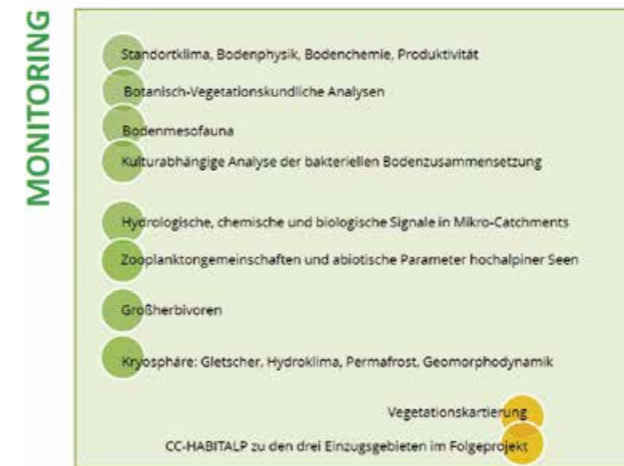 MONITORING
Standortklima, Bodenphysik, Bodenchemie, Produktivität
Botanisch-Vegetationskundliche Analysen
Bodenmesofauna
Kulturabhängige Analyse der bakteriellen Bodenzusammensetzung
Hydrologische, chemische und biologische Signale in Mikro-Catchments
Zooplanktongemeinschaften und abiotische Parameter hochalpiner Seen
Großherbivoren
Kryosphäre: Gletscher, Hydroklima, Permafrost, Geomorphodynamik
Vegetationskartierung
CC-HABITALP zu den drei Einzugsgebieten im Folgeprojekt